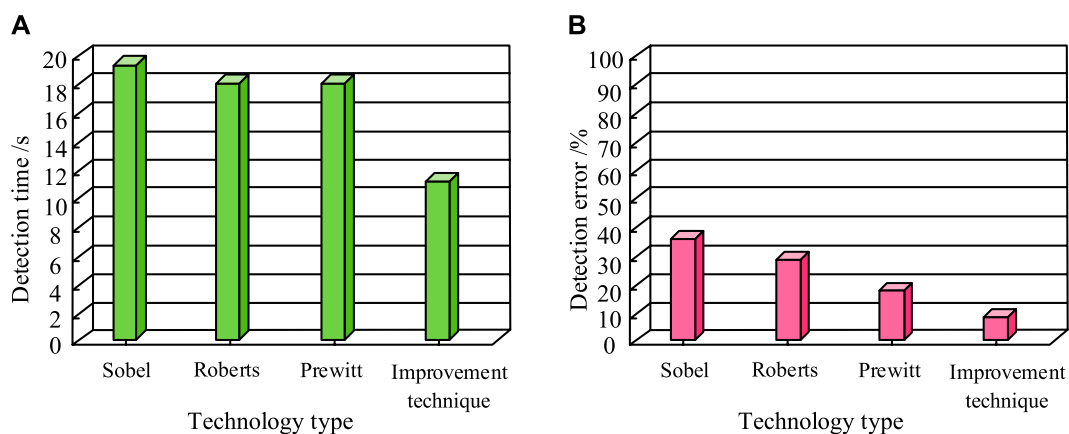 A
Detection time /s
20
18
16
14
12
10
8
6
4
2
0
Sobel
Roberts
Prewitt
Improvement
technique
Technology type
B
Detection error /%
100
90
80
70
60
50
40
30
20
10
0
Sobel
Roberts
Prewitt
Improvement
technique
Technology type